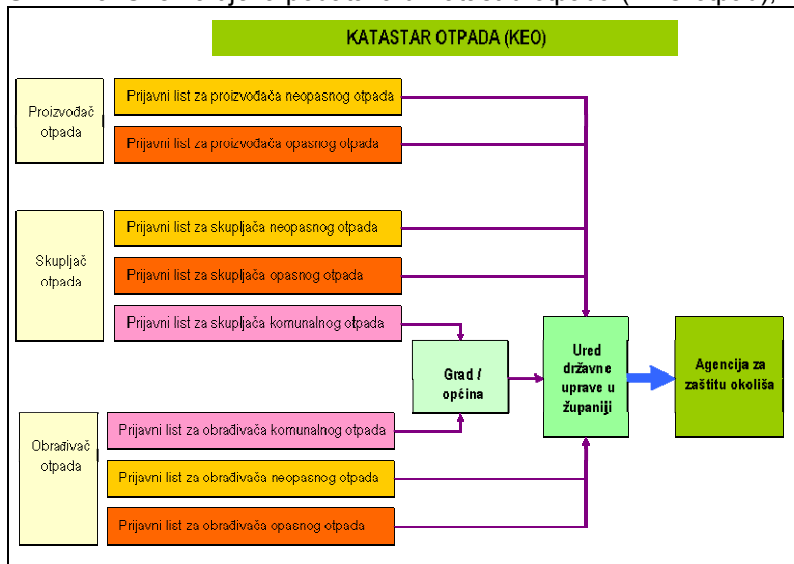 KATASTAR OTPADA (KEO)
Proizvođač
otpada
Prijavni list za proizvođača neopasnog otpada
Prijavni list za proizvođača opasnog otpada
Skupljač
otpada
Prijavni list za skupljača neopasnog otpada
Prijavni list za skupljača opasnog otpada
Prijavni list za skupljača komunalnog otpada
Grad /
općina
Ured
državne
uprave u
županiji
Agencija za
zaštitu okoliša
Obrađivač
otpada
Prijavni list za obrađivača komunalnog otpada
Prijavni list za obrađivača neopasnog otpada
Prijavni list za obrađivača opasnog otpada